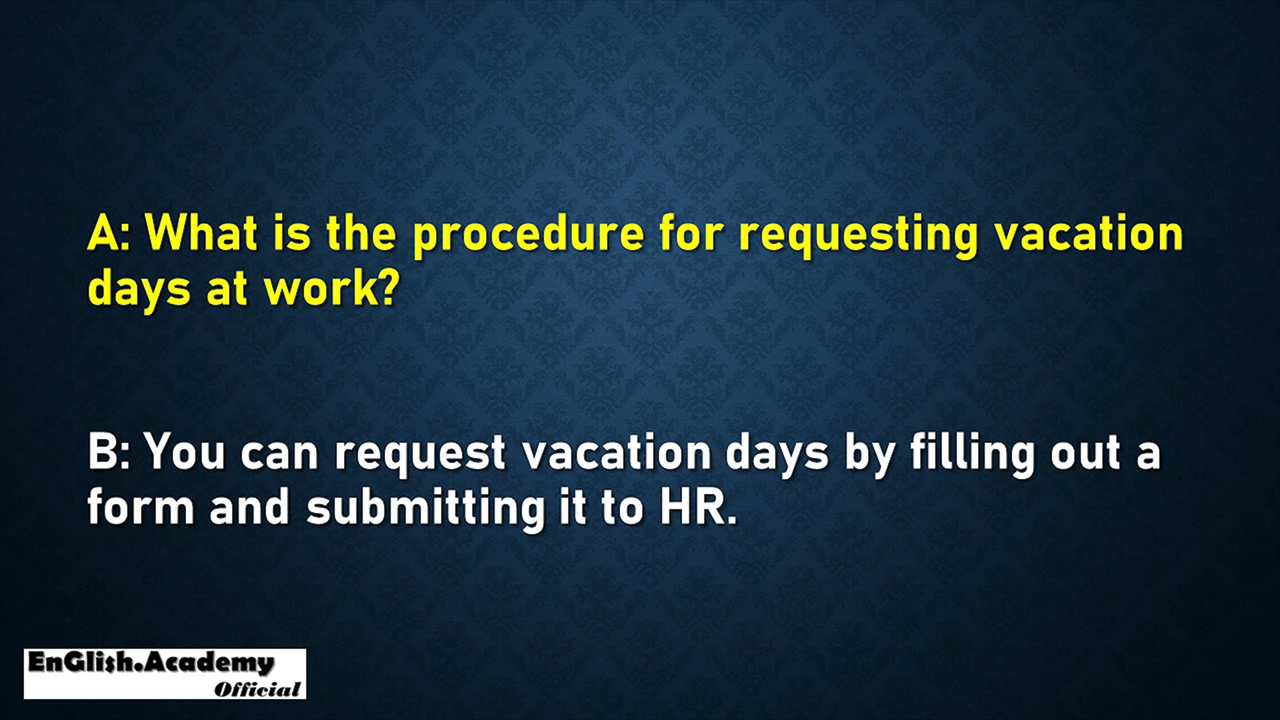 A: What is the procedure for requesting vacation
days at work?
B: You can request vacation days by filling out a
form and submitting it to HR.
EnGlish.Academy
Official